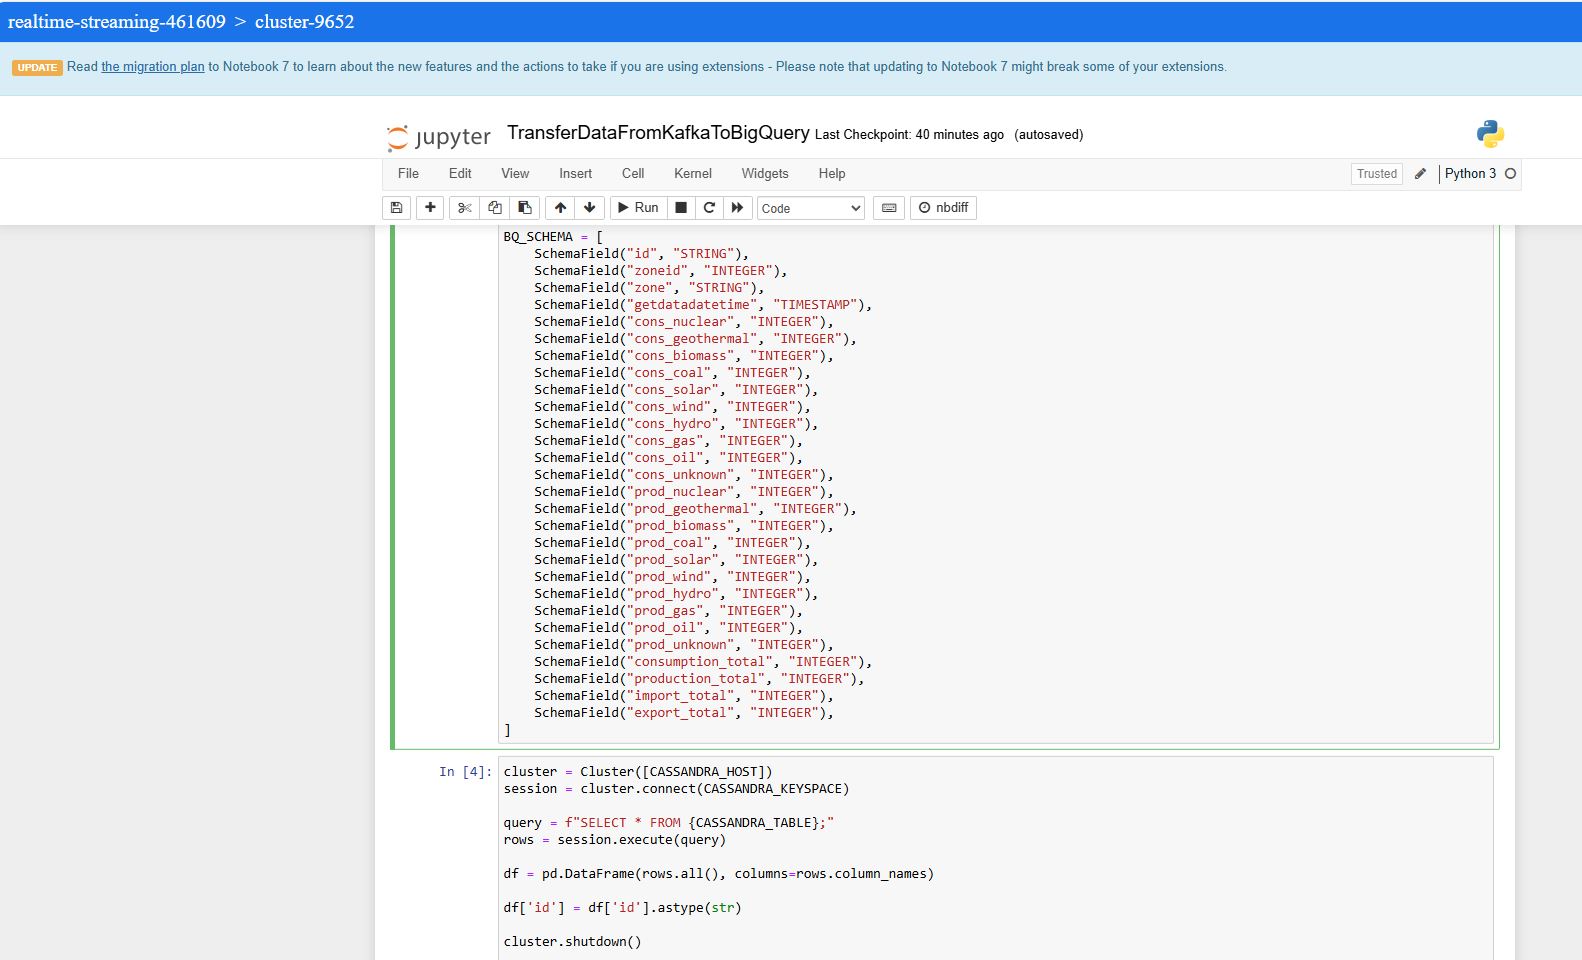 realtime-streaming-461609 > cluster-9652
UPDATE Read the migration plan to Notebook 7 to learn about the new features and the actions to take if you are using extensions - Please note that updating to Notebook 7 might break some of your extensions.
jupyter TransferDataFromKafkaToBigQuery Last Checkpoint: 40 minutes ago (autosaved)
File Edit View Insert Cell Kernel Widgets Help Trusted Python 3
Run Code nbdiff
BQ_SCHEMA = [
    SchemaField("id", "STRING"),
    SchemaField("zoneid", "INTEGER"),
    SchemaField("zone", "STRING"),
    SchemaField("getdatadatetime", "TIMESTAMP"),
    SchemaField("cons_nuclear", "INTEGER"),
    SchemaField("cons_geothermal", "INTEGER"),
    SchemaField("cons_biomass", "INTEGER"),
    SchemaField("cons_coal", "INTEGER"),
    SchemaField("cons_solar", "INTEGER"),
    SchemaField("cons_wind", "INTEGER"),
    SchemaField("cons_hydro", "INTEGER"),
    SchemaField("cons_gas", "INTEGER"),
    SchemaField("cons_oil", "INTEGER"),
    SchemaField("cons_unknown", "INTEGER"),
    SchemaField("prod_nuclear", "INTEGER"),
    SchemaField("prod_geothermal", "INTEGER"),
    SchemaField("prod_biomass", "INTEGER"),
    SchemaField("prod_coal", "INTEGER"),
    SchemaField("prod_solar", "INTEGER"),
    SchemaField("prod_wind", "INTEGER"),
    SchemaField("prod_hydro", "INTEGER"),
    SchemaField("prod_gas", "INTEGER"),
    SchemaField("prod_oil", "INTEGER"),
    SchemaField("prod_unknown", "INTEGER"),
    SchemaField("consumption_total", "INTEGER"),
    SchemaField("production_total", "INTEGER"),
    SchemaField("import_total", "INTEGER"),
    SchemaField("export_total", "INTEGER"),
]
In [4]: cluster = Cluster([CASSANDRA_HOST])
session = cluster.connect(CASSANDRA_KEYSPACE)
query = f"SELECT * FROM {CASSANDRA_TABLE};"
rows = session.execute(query)
df = pd.DataFrame(rows.all(), columns=rows.column_names)
df['id'] = df['id'].astype(str)
cluster.shutdown()